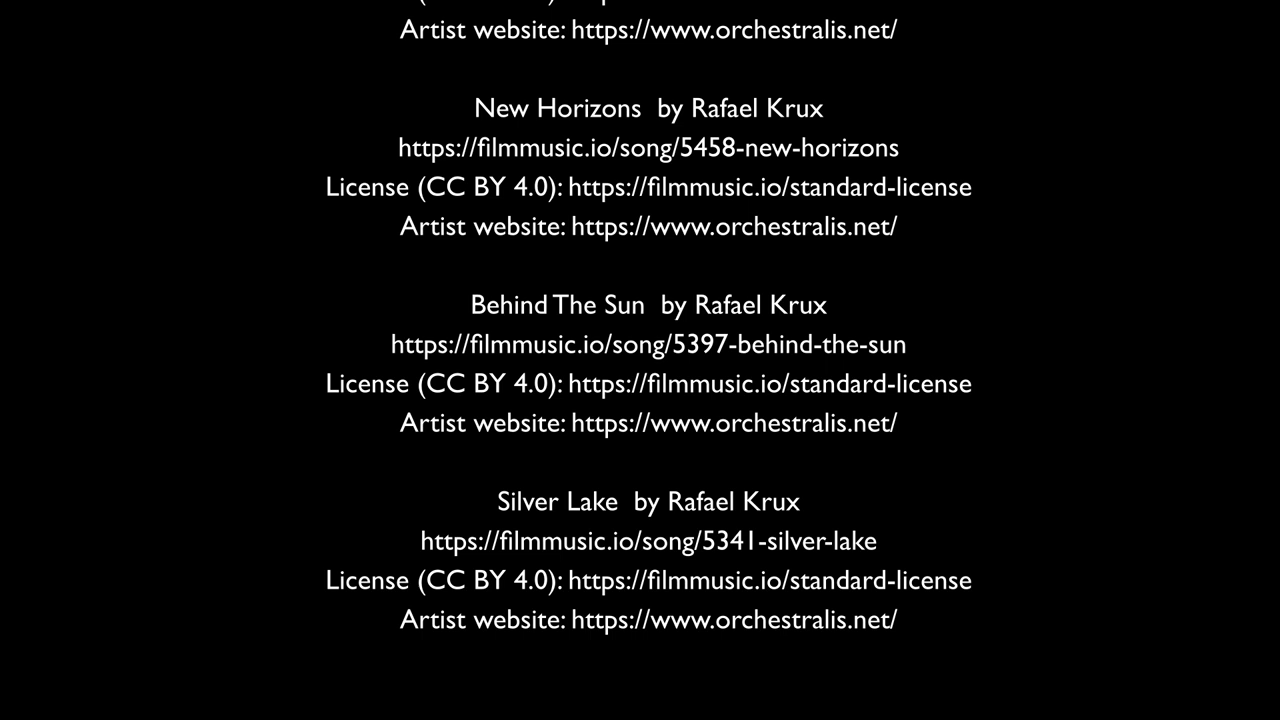 Artist website: https://www.orchestralis.net/
New Horizons  by Rafael Krux
https://filmmusic.io/song/5458-new-horizons
License (CC BY 4.0): https://filmmusic.io/standard-license
Artist website: https://www.orchestralis.net/
Behind The Sun  by Rafael Krux
https://filmmusic.io/song/5397-behind-the-sun
License (CC BY 4.0): https://filmmusic.io/standard-license
Artist website: https://www.orchestralis.net/
Silver Lake  by Rafael Krux
https://filmmusic.io/song/5341-silver-lake
License (CC BY 4.0): https://filmmusic.io/standard-license
Artist website: https://www.orchestralis.net/